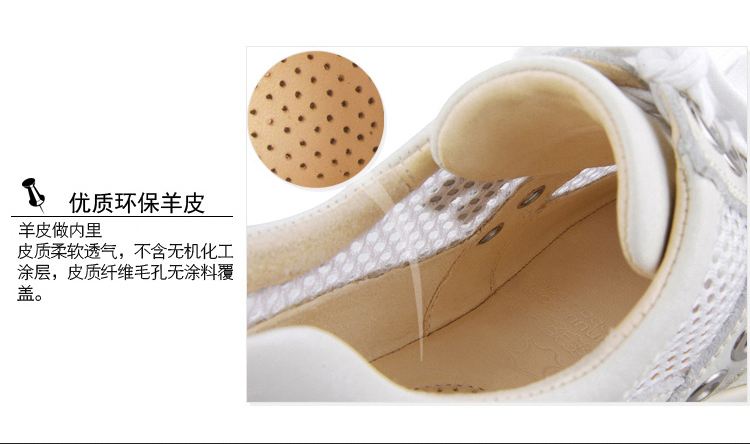 优质环保羊皮
羊皮做内里
皮质柔软透气，不含无机化工
涂层，皮质纤维毛孔无涂料覆
盖。